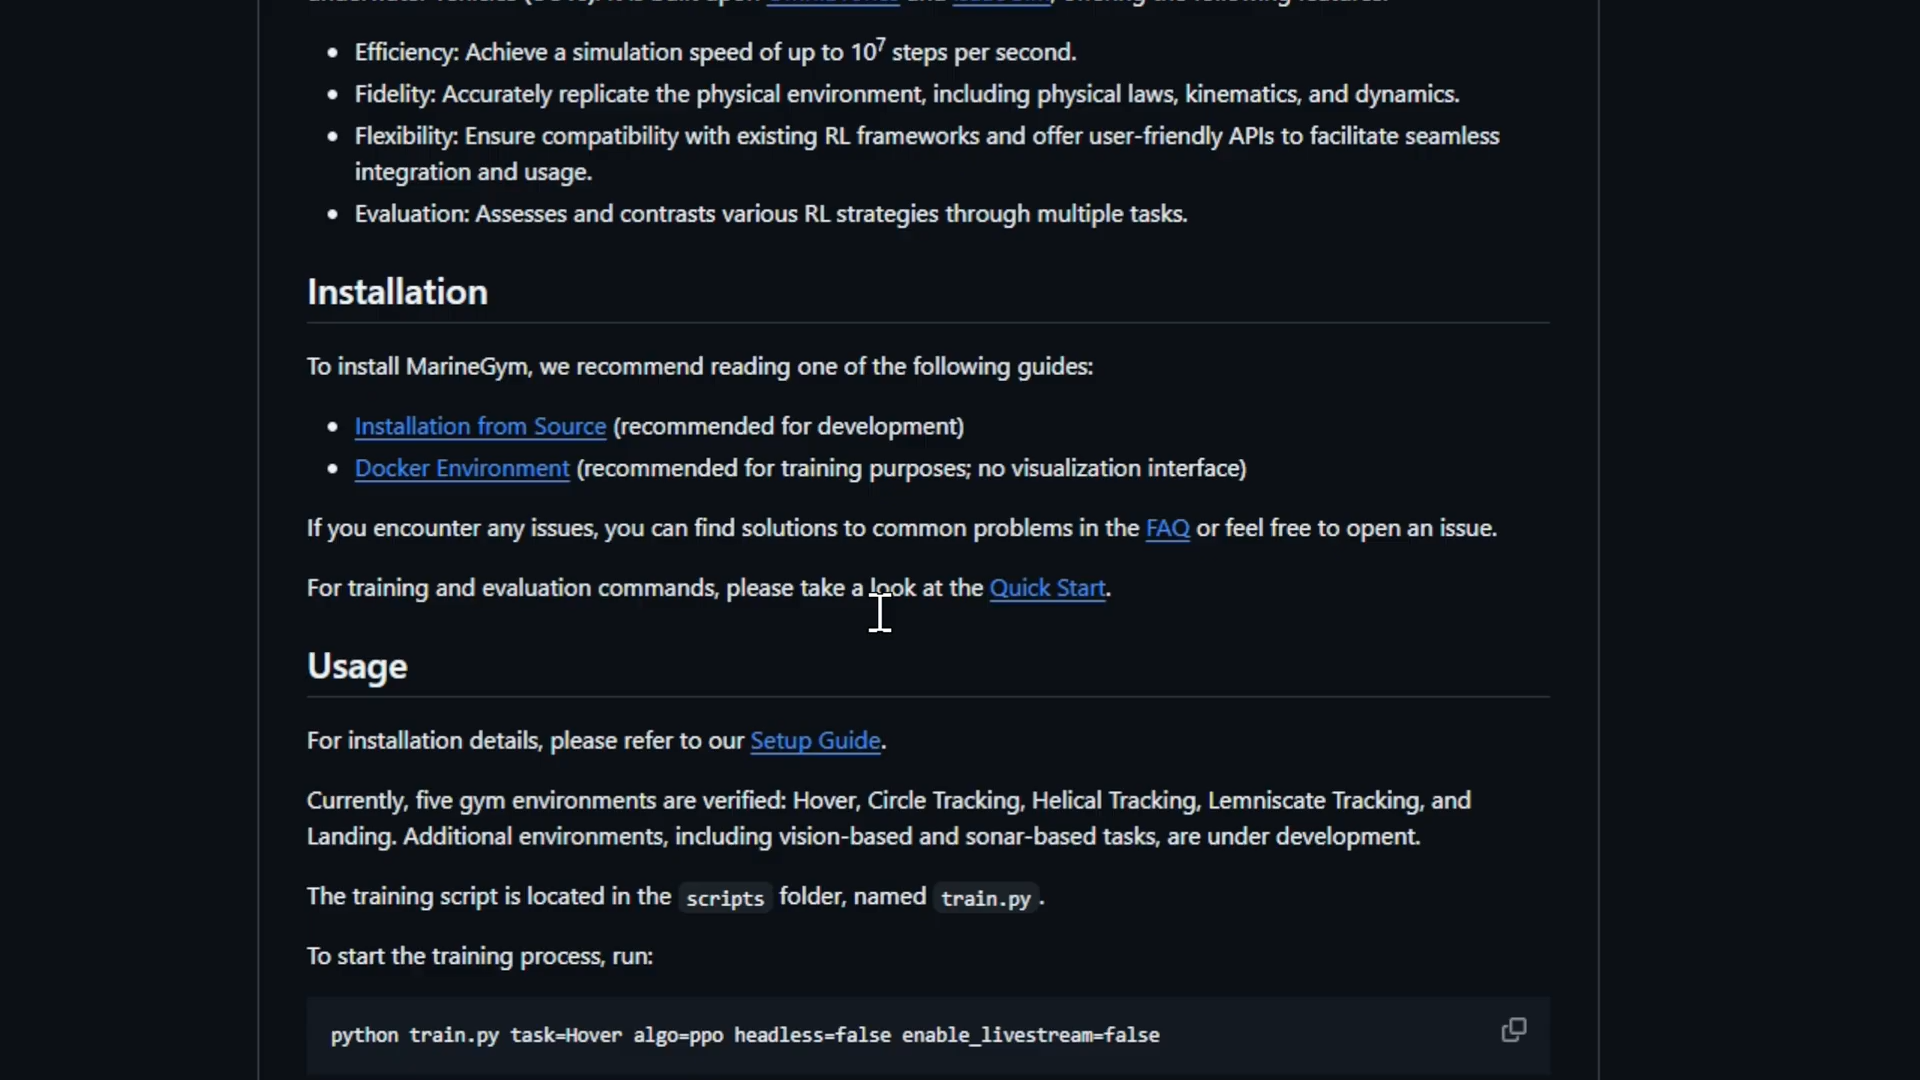 Efficiency: Achieve a simulation speed of up to 10⁷ steps per second.
Fidelity: Accurately replicate the physical environment, including physical laws, kinematics, and dynamics.
Flexibility: Ensure compatibility with existing RL frameworks and offer user-friendly APIs to facilitate seamless
integration and usage.
Evaluation: Assesses and contrasts various RL strategies through multiple tasks.
Installation
To install MarineGym, we recommend reading one of the following guides:
Installation from Source (recommended for development)
Docker Environment (recommended for training purposes; no visualization interface)
If you encounter any issues, you can find solutions to common problems in the FAQ or feel free to open an issue.
For training and evaluation commands, please take a look at the Quick Start.
Usage
For installation details, please refer to our Setup Guide.
Currently, five gym environments are verified: Hover, Circle Tracking, Helical Tracking, Lemniscate Tracking, and
Landing. Additional environments, including vision-based and sonar-based tasks, are under development.
The training script is located in the scripts folder, named train.py.
To start the training process, run:
python train.py task=Hover algo=ppo headless=false enable_livestream=false